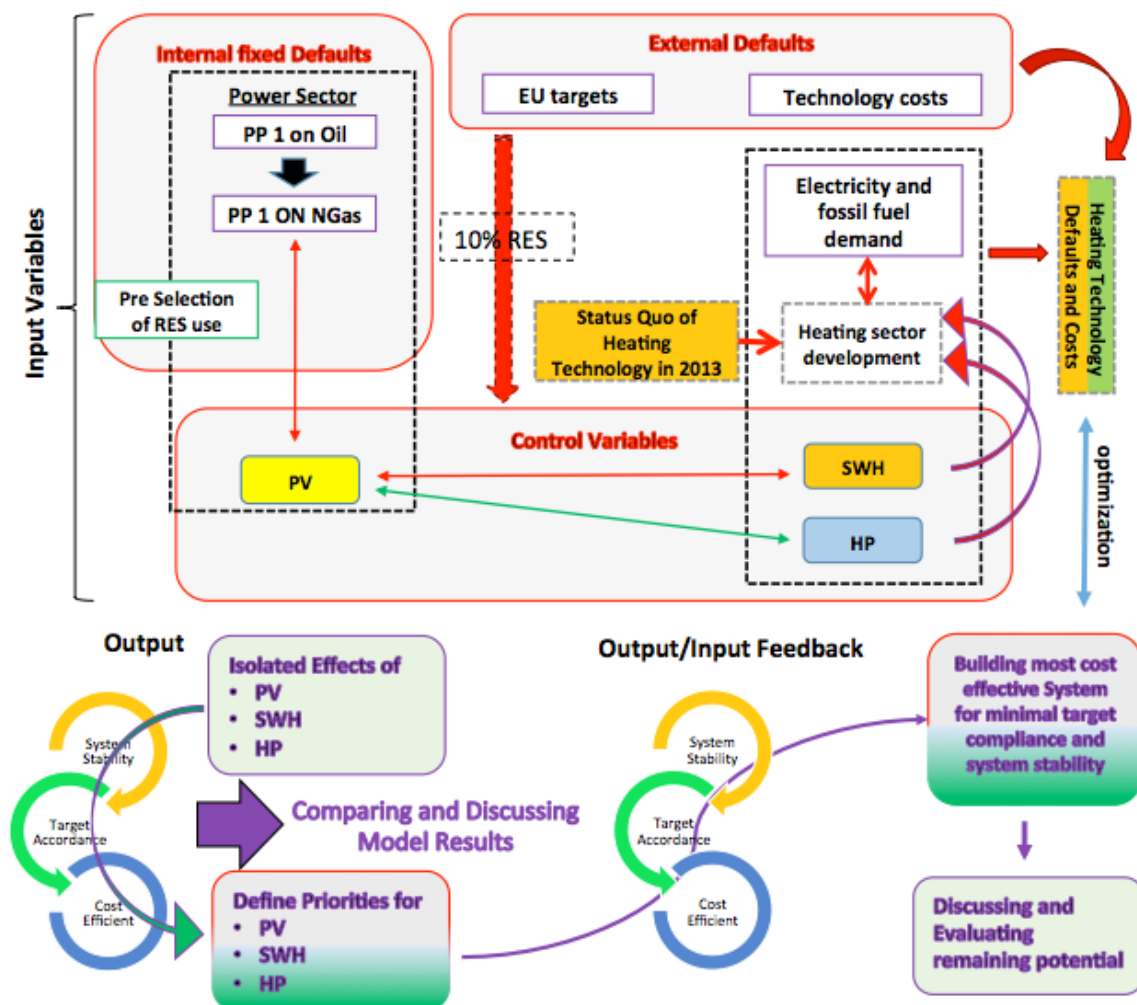 Internal fixed Defaults
External Defaults
Power Sector
EU targets
Technology costs
PP 1 on Oil
PP 1 ON NGas
Electricity and
fossil fuel
demand
10% RES
Pre Selection
of RES use
Status Quo of
Heating
Technology in 2013
Heating sector
development
Heating Technology
Defaults and Costs
Input Variables
Control Variables
PV
SWH
HP
optimization
Output
Isolated Effects of
• PV
• SWH
• HP
System
Stability
Target
Accordance
Cost
Efficient
Comparing and Discussing
Model Results
Define Priorities for
• PV
• SWH
• HP
Output/Input Feedback
System
Stability
Target
Accordance
Cost
Efficient
Building most cost
effective System
for minimal target
compliance and
system stability
Discussing and
Evaluating
remaining potential